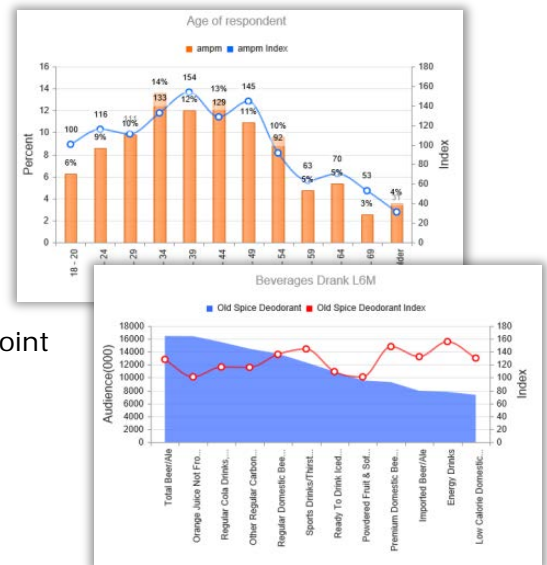 Age of respondent
ampm ampm Index
16 180
14 160
12 140
10 120
8 100
6 80
4 60
2 40
0 20
0
Percent
Index
100 116 111 133 154 129 145 92 63 70 53 31
6% 9% 10% 14% 12% 13% 11% 10% 5% 5% 3% 4%
18 - 20
- 24
- 29
- 34
- 39
- 44
- 49
- 54
- 59
- 64
- 69
older
oint
Beverages Drank L6M
Old Spice Deodorant Old Spice Deodorant Index
18000 180
16000 160
14000 140
12000 120
10000 100
8000 80
6000 60
4000 40
2000 20
0 0
Audience(000)
Index
Total Beer/Ale
Orange Juice Not Fro...
Regular Cola Drinks,...
Other Regular Carbon...
Regular Domestic Bee...
Sports Drinks/Thirst...
Ready To Drink Iced...
Powdered Fruit & Sof...
Premium Domestic Bee...
Imported Beer/Ale
Energy Drinks
Low Calorie Domestic...